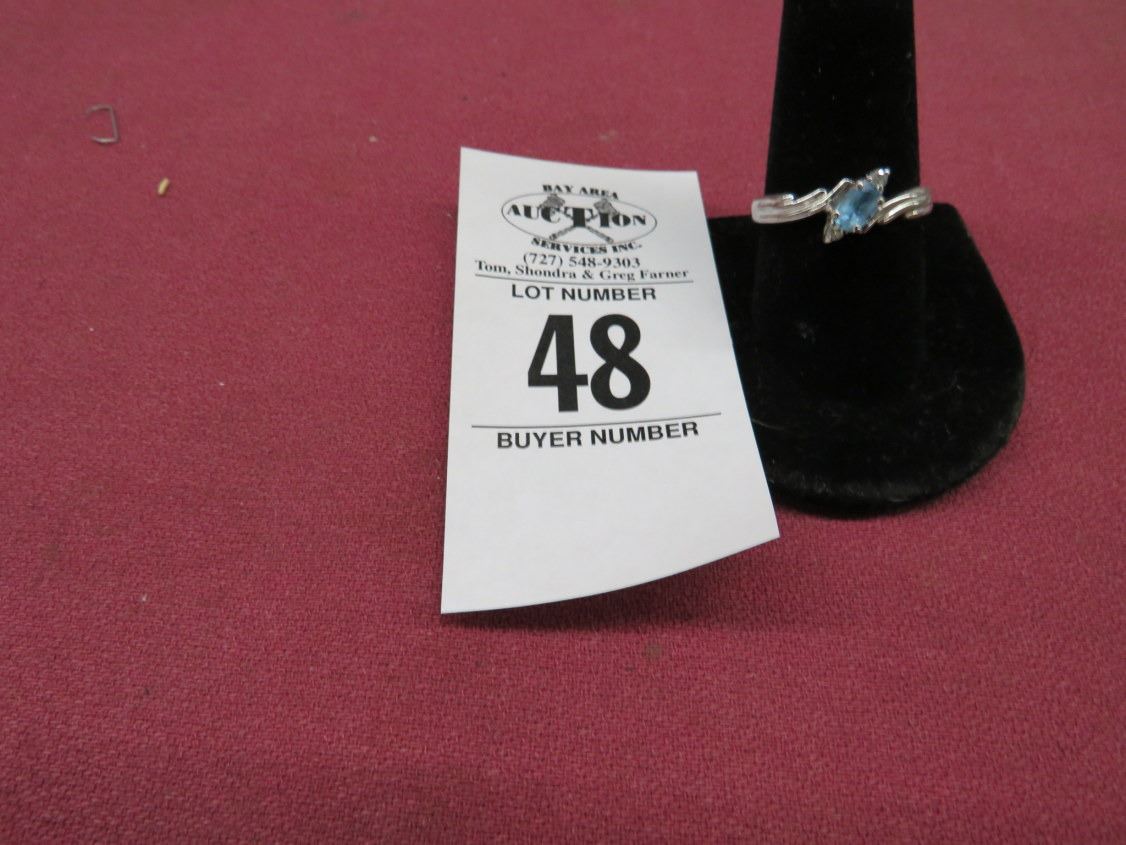 BAY AREA
AUCTION
SERVICES INC.
(727) 548-9303
Tom, Shondra & Greg Farner
LOT NUMBER
48
BUYER NUMBER